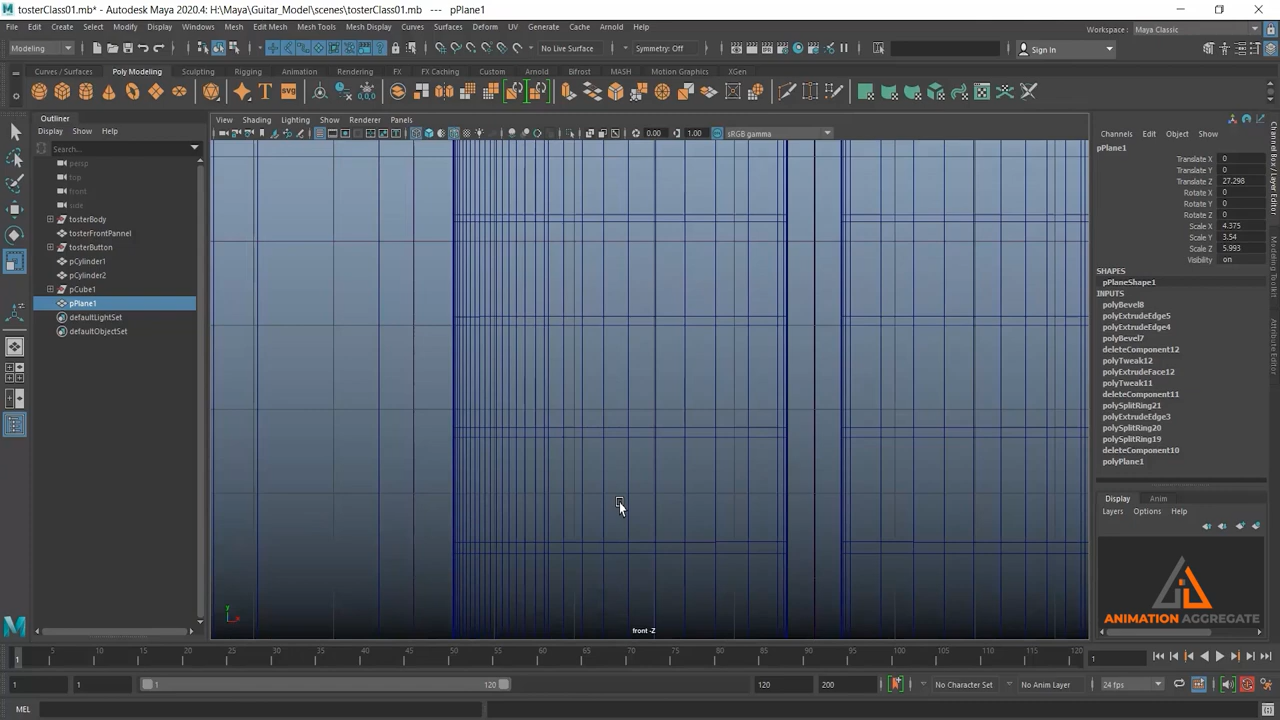 tosterClass01.mb* - Autodesk Maya 2020.4: H:\Maya\Guitar_Model\scenes\tosterClass01.mb   ---   pPlane1
File Edit Create Select Modify Display Windows Mesh Edit Mesh Mesh Tools Mesh Display Curves Surfaces Deform UV Generate Cache Arnold Help Workspace: Maya Classic
Modeling No Live Surface Symmetry: Off Sign In
Curves / Surfaces Poly Modeling Sculpting Rigging Animation Rendering FX FX Caching Custom Arnold Bifrost MASH Motion Graphics XGen
Outliner
Display Show Help
Search...
persp
top
front
side
tosterBody
tosterFrontPannel
tosterButton
pCylinder1
pCylinder2
pCube1
pPlane1
defaultLightSet
defaultObjectSet
View Shading Lighting Show Renderer Panels
0.00 1.00 sRGB gamma
front -Z
Channels Edit Object Show
pPlane1
Translate X 0
Translate Y 0
Translate Z 27.298
Rotate X 0
Rotate Y 0
Rotate Z 0
Scale X 4.375
Scale Y 3.54
Scale Z 5.993
Visibility on
SHAPES
pPlaneShape1
INPUTS
polyBevel8
polyExtrudeEdge5
polyExtrudeEdge4
polyBevel7
deleteComponent12
polyTweak12
polyExtrudeFace12
polyTweak11
deleteComponent11
polySplitRing21
polyExtrudeEdge3
polySplitRing20
polySplitRing19
deleteComponent10
polyPlane1
Display Anim
Layers Options Help
ANIMATION AGGREGATE
Channel Box / Layer Editor
Modeling Toolkit
Attribute Editor
5 10 15 20 25 30 35 40 45 50 55 60 65 70 75 80 85 90 95 100 105 110 115 120
1 1
1 1 1 120 120 200 No Character Set No Anim Layer 24 fps
MEL